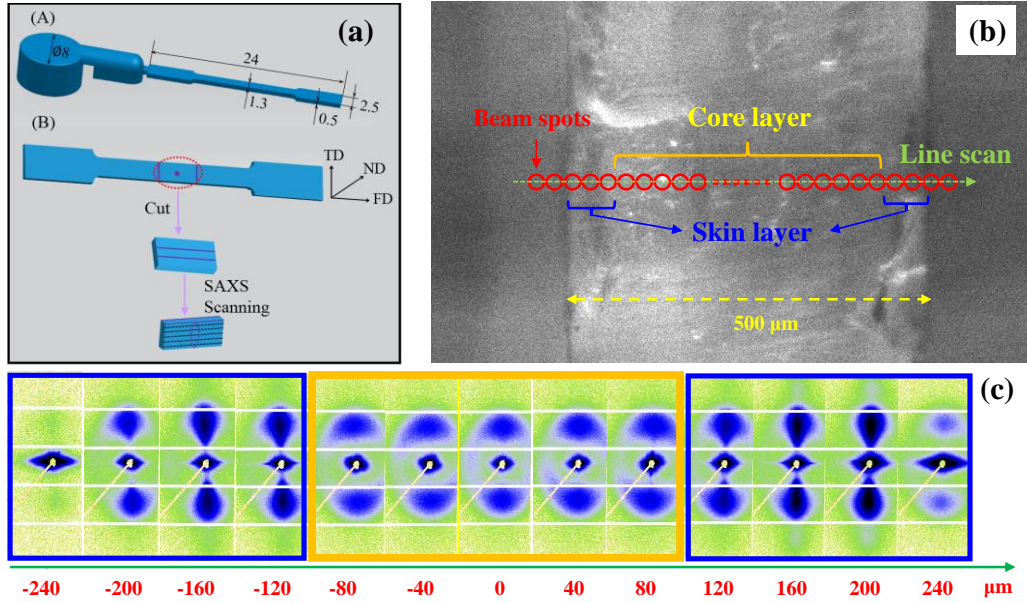 (a)
(A)
Ø8
24
1.3
0.5
2.5
(B)
TD
ND
FD
Cut
SAXS
Scanning
(b)
Beam spots
Core layer
Line scan
Skin layer
500 μm
(c)
-240 -200 -160 -120 -80 -40 0 40 80 120 160 200 240 μm